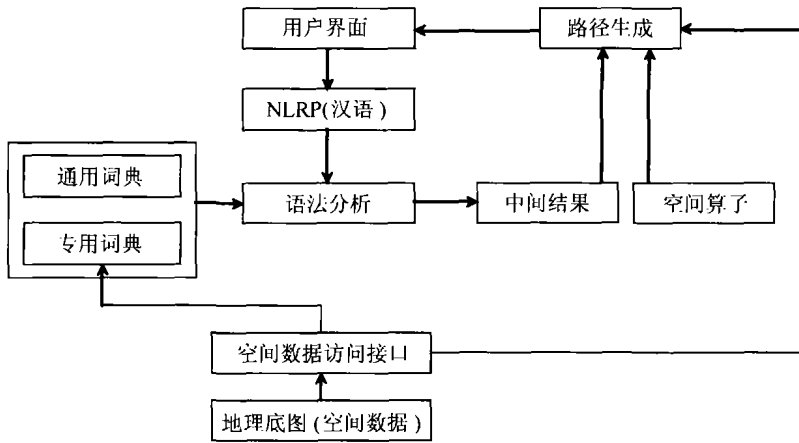 用户界面
路径生成
NLRP(汉语)
通用词典
语法分析
中间结果
空间算子
专用词典
空间数据访问接口
地理底图(空间数据)